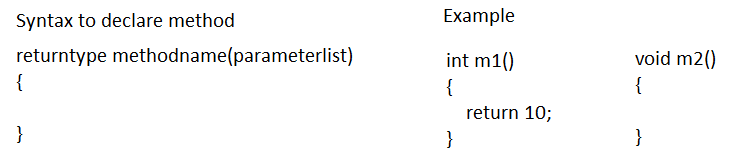 Syntax to declare method
returntype methodname(parameterlist)
{
}
Example
int m1()
{
return 10;
}
void m2()
{
}